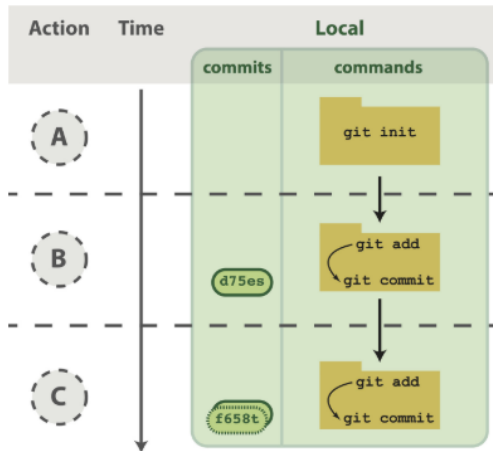 Action Time Local
commits commands
A
git init
B
git add
d75es git commit
C
git add
f658t git commit